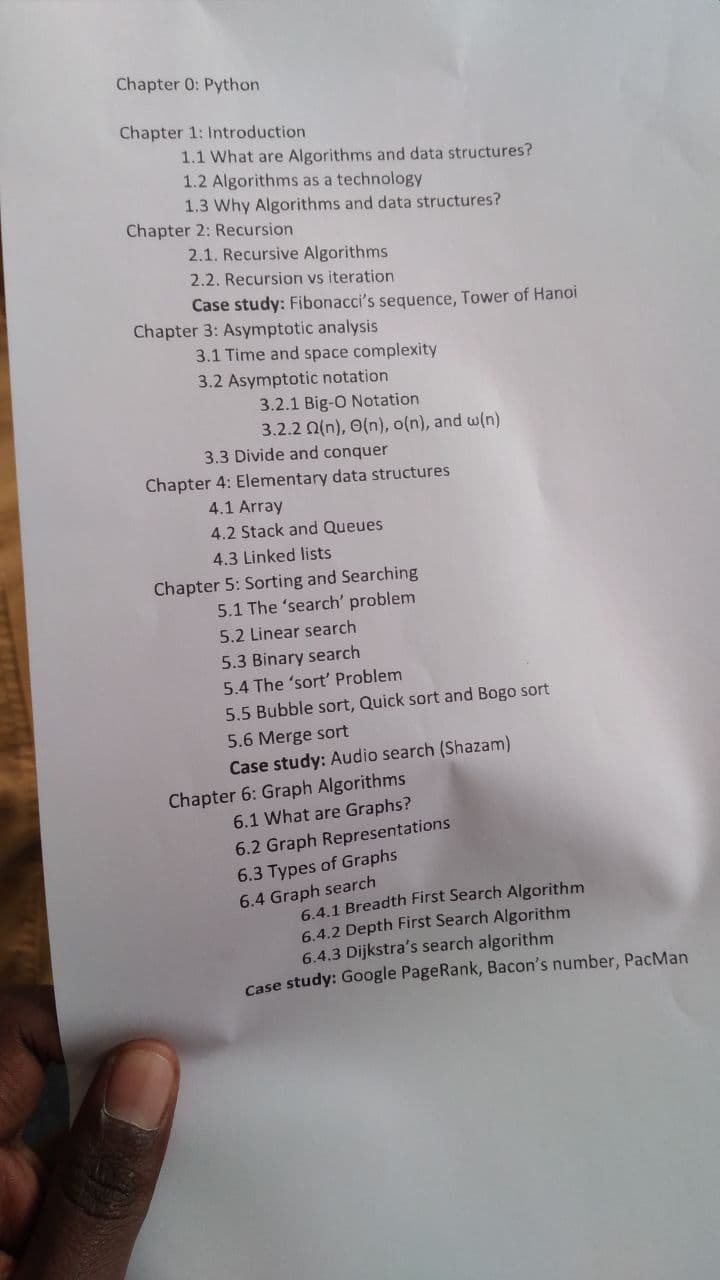 Chapter 0: Python
Chapter 1: Introduction
1.1 What are Algorithms and data structures?
1.2 Algorithms as a technology
1.3 Why Algorithms and data structures?
Chapter 2: Recursion
2.1. Recursive Algorithms
2.2. Recursion vs iteration
Case study: Fibonacci's sequence, Tower of Hanoi
Chapter 3: Asymptotic analysis
3.1 Time and space complexity
3.2 Asymptotic notation
3.2.1 Big-O Notation
3.2.2 Ω(n), Θ(n), o(n), and ω(n)
3.3 Divide and conquer
Chapter 4: Elementary data structures
4.1 Array
4.2 Stack and Queues
4.3 Linked lists
Chapter 5: Sorting and Searching
5.1 The ‘search’ problem
5.2 Linear search
5.3 Binary search
5.4 The ‘sort’ Problem
5.5 Bubble sort, Quick sort and Bogo sort
5.6 Merge sort
Case study: Audio search (Shazam)
Chapter 6: Graph Algorithms
6.1 What are Graphs?
6.2 Graph Representations
6.3 Types of Graphs
6.4 Graph search
6.4.1 Breadth First Search Algorithm
6.4.2 Depth First Search Algorithm
6.4.3 Dijkstra's search algorithm
Case study: Google PageRank, Bacon's number, PacMan